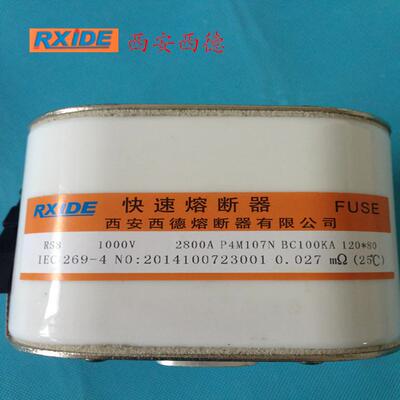 RXIDE 西安西德
RXIDE 快速熔断器 FUSE
西安西德熔断器有限公司
RS8 1000V 2800A P4M107N BC100KA 120*80
IEC 269-4 NO:2014100723001 0.027 mΩ (25℃)